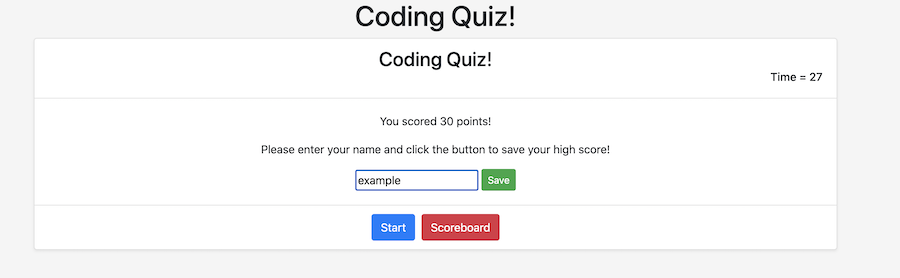 Coding Quiz!
Coding Quiz!
Time = 27
You scored 30 points!
Please enter your name and click the button to save your high score!
example Save
Start Scoreboard